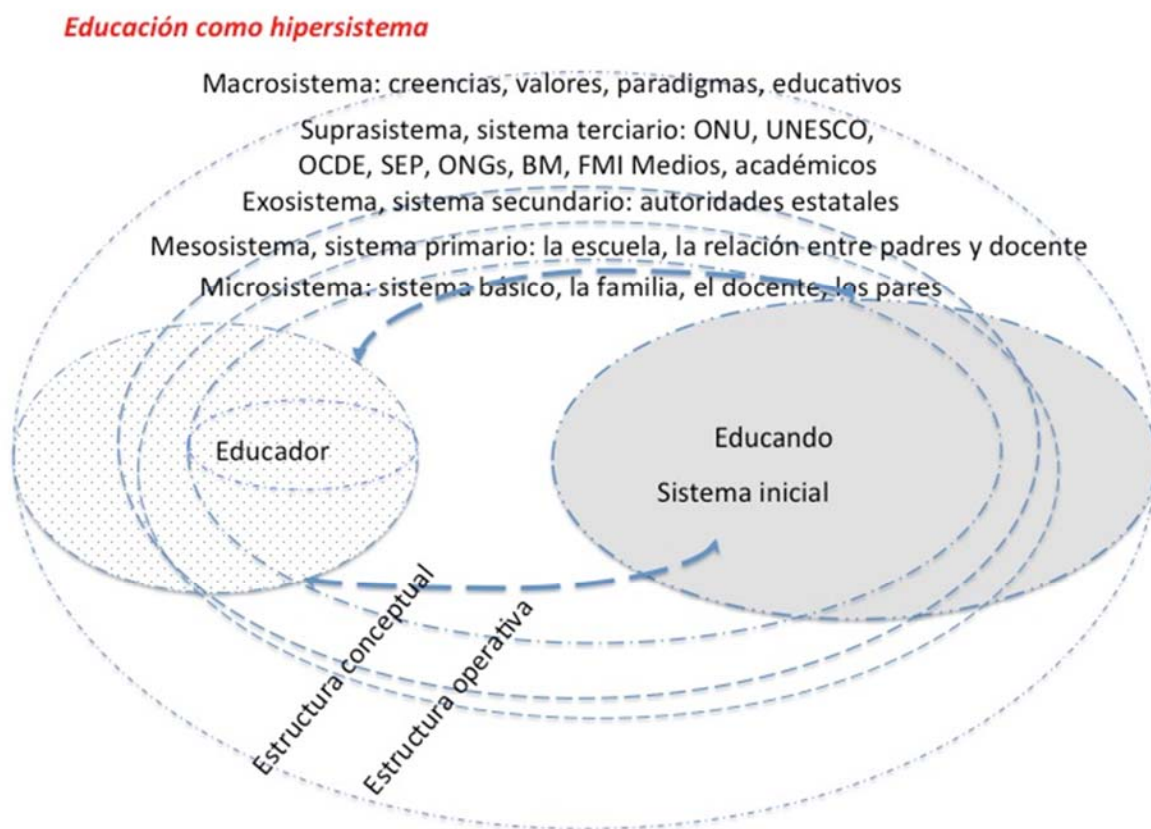 Educación como hipersistema
Macrosistema: creencias, valores, paradigmas, educativos
Suprasistema, sistema terciario: ONU, UNESCO,
OCDE, SEP, ONGs, BM, FMI Medios, académicos
Exosistema, sistema secundario: autoridades estatales
Mesosistema, sistema primario: la escuela, la relación entre padres y docente
Microsistema: sistema básico, la familia, el docente, los pares
Educador
Educando
Sistema inicial
Estructura conceptual
Estructura operativa